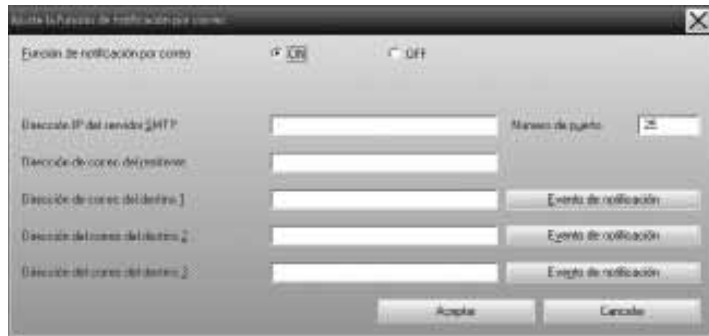 Ajuste la Función de notificación por correo
Función de notificación por correo ON OFF
Dirección IP del servidor SMTP Número de puerto 25
Dirección de correo del remitente
Dirección de correo del destino 1 Evento de notificación
Dirección del correo del destino 2 Evento de notificación
Dirección del correo del destino 3 Evento de notificación
Aceptar Cancelar